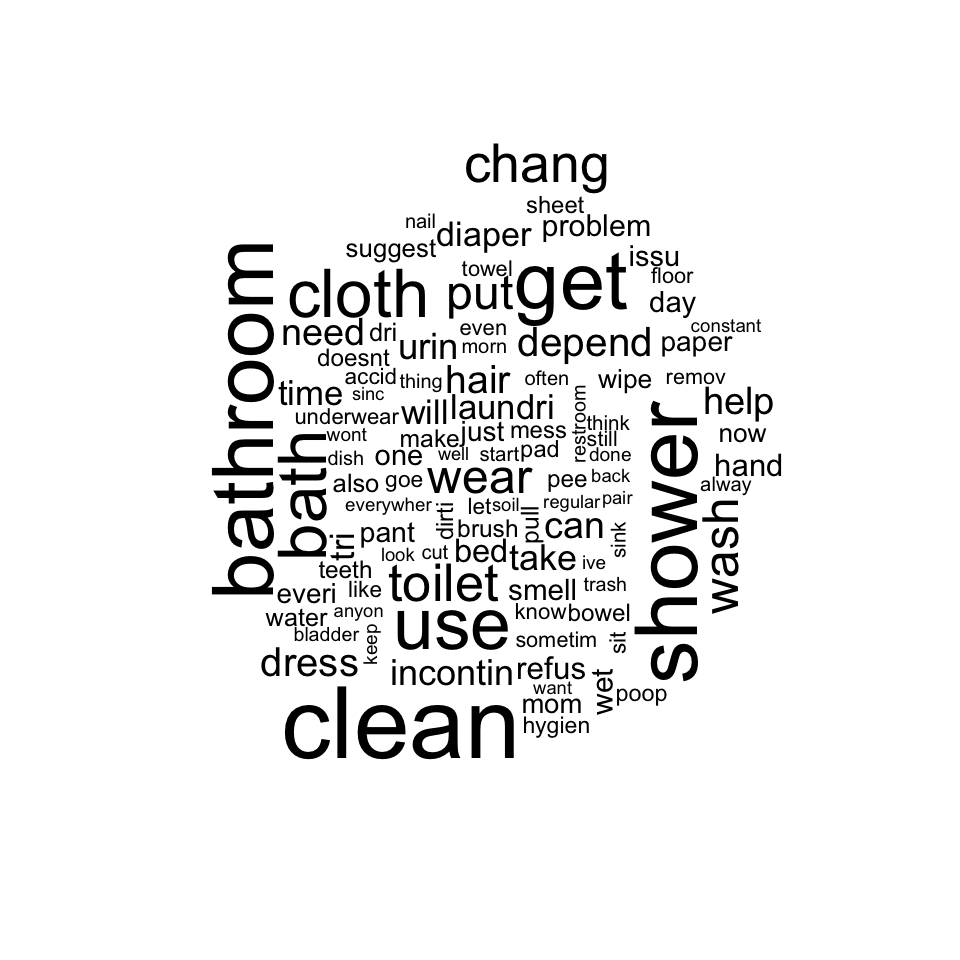 chang
sheet
nail
diaper
problem
suggest
issu
towel
get
floor
bathroom
cloth
put
day
need
dri
even
constant
urin
morn
depend
paper
doesnt
accid
thing
hair
often
wipe
remov
time
sinc
help
underwear
will
laundri
restroom
think
shower
wont
make
just
mess
still
now
bath
dish
one
well
start
pad
done
hand
also
goe
wear
pee
back
alway
everywher
dirti
let
soil
pull
regular
pair
wash
tri
pant
brush
can
sink
look
cut
bed
take
ive
teeth
everi
like
toilet
smell
trash
water
anyon
use
know
bowel
bladder
keep
sometim
sit
dress
incontin
refus
want
wet
poop
clean
mom
hygien